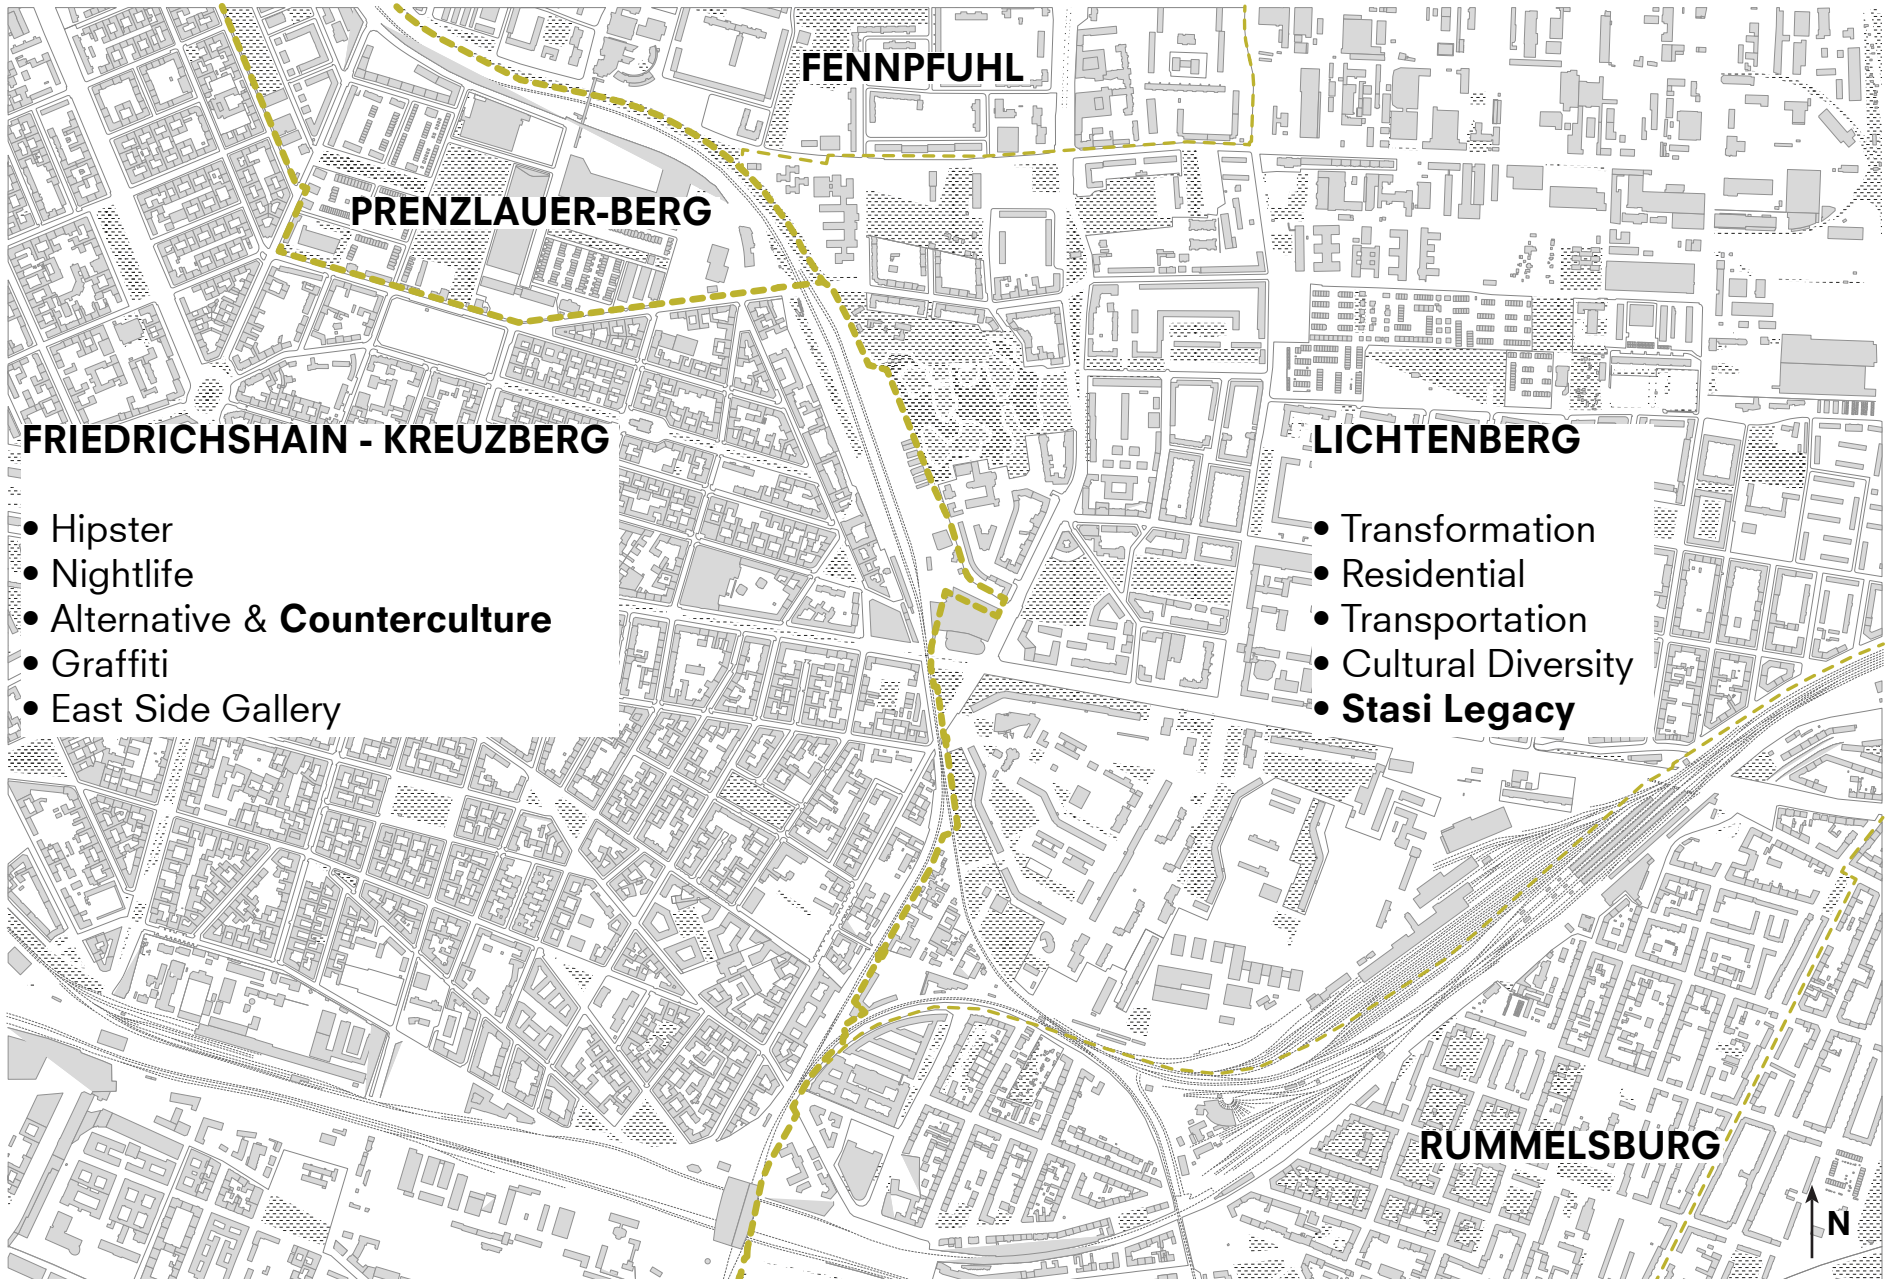 FENNPFUHL
PRENZLAUER-BERG
FRIEDRICHSHAIN - KREUZBERG
• Hipster
• Nightlife
• Alternative & Counterculture
• Graffiti
• East Side Gallery
LICHTENBERG
• Transformation
• Residential
• Transportation
• Cultural Diversity
• Stasi Legacy
RUMMELSBURG
N